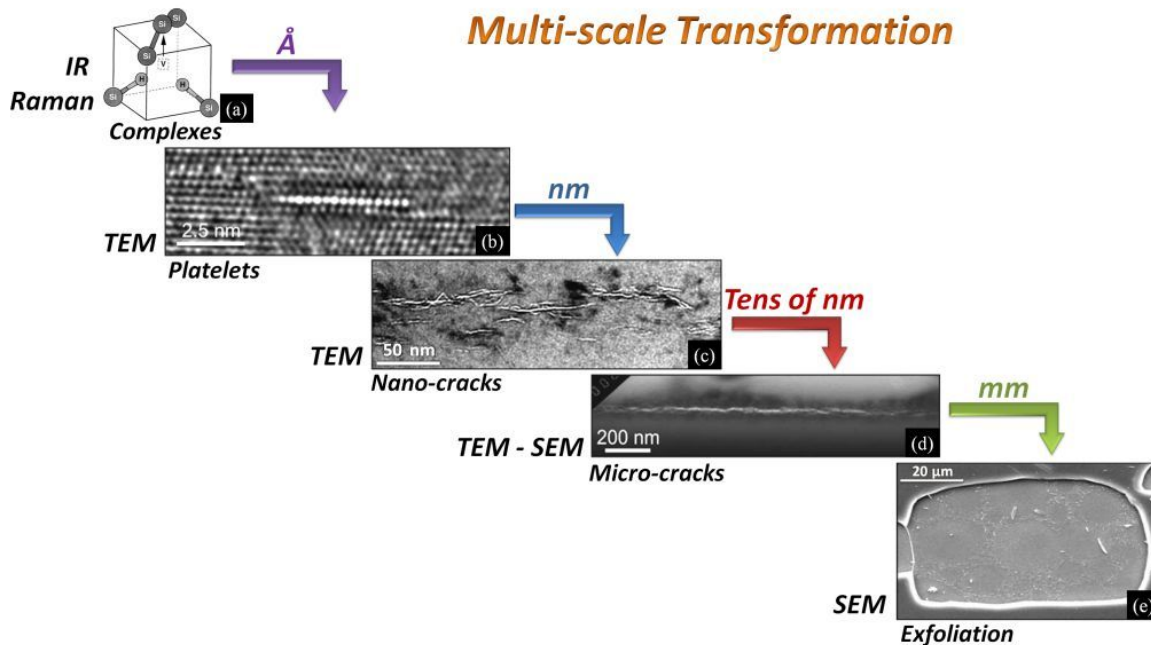 Multi-scale Transformation
Si
Si
Si
V
H
H
Si
Si
(a)
IR
Raman
Complexes
Å
2,5 nm
(b)
TEM
Platelets
nm
50 nm
(c)
TEM
Nano-cracks
Tens of nm
200 nm
(d)
TEM - SEM
Micro-cracks
mm
20 µm
(e)
SEM
Exfoliation